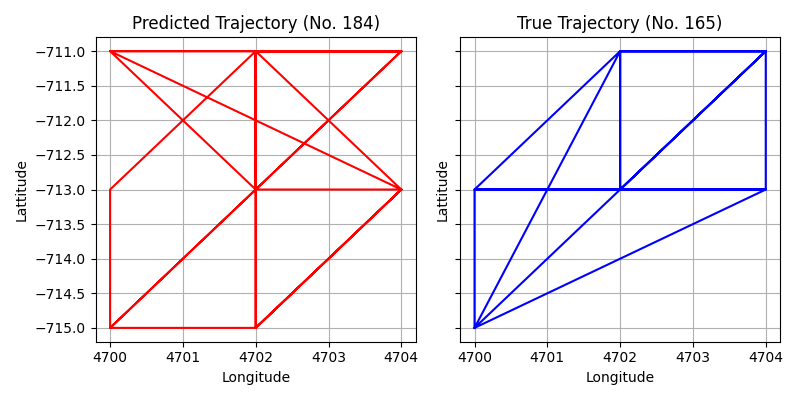 Predicted Trajectory (No. 184)
True Trajectory (No. 165)
−711.0
−711.5
−712.0
−712.5
−713.0
−713.5
−714.0
−714.5
−715.0
Lattitude
Lattitude
4700 4701 4702 4703 4704
4700 4701 4702 4703 4704
Longitude
Longitude